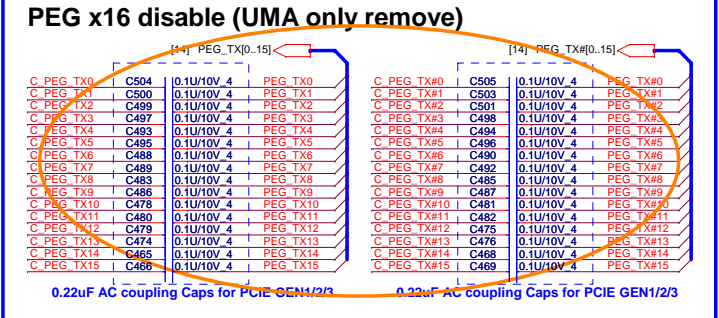 PEG x16 disable (UMA only remove)
[14] PEG_TX[0..15] [14] PEG_TX#[0..15]
C_PEG_TX0 C504 0.1U/10V_4 PEG_TX0 C_PEG_TX#0 C505 0.1U/10V_4 PEG_TX#0
C_PEG_TX1 C500 0.1U/10V_4 PEG_TX1 C_PEG_TX#1 C503 0.1U/10V_4 PEG_TX#1
C_PEG_TX2 C499 0.1U/10V_4 PEG_TX2 C_PEG_TX#2 C501 0.1U/10V_4 PEG_TX#2
C_PEG_TX3 C497 0.1U/10V_4 PEG_TX3 C_PEG_TX#3 C498 0.1U/10V_4 PEG_TX#3
C_PEG_TX4 C493 0.1U/10V_4 PEG_TX4 C_PEG_TX#4 C494 0.1U/10V_4 PEG_TX#4
C_PEG_TX5 C495 0.1U/10V_4 PEG_TX5 C_PEG_TX#5 C496 0.1U/10V_4 PEG_TX#5
C_PEG_TX6 C488 0.1U/10V_4 PEG_TX6 C_PEG_TX#6 C490 0.1U/10V_4 PEG_TX#6
C_PEG_TX7 C489 0.1U/10V_4 PEG_TX7 C_PEG_TX#7 C492 0.1U/10V_4 PEG_TX#7
C_PEG_TX8 C483 0.1U/10V_4 PEG_TX8 C_PEG_TX#8 C485 0.1U/10V_4 PEG_TX#8
C_PEG_TX9 C486 0.1U/10V_4 PEG_TX9 C_PEG_TX#9 C487 0.1U/10V_4 PEG_TX#9
C_PEG_TX10 C478 0.1U/10V_4 PEG_TX10 C_PEG_TX#10 C481 0.1U/10V_4 PEG_TX#10
C_PEG_TX11 C480 0.1U/10V_4 PEG_TX11 C_PEG_TX#11 C482 0.1U/10V_4 PEG_TX#11
C_PEG_TX12 C479 0.1U/10V_4 PEG_TX12 C_PEG_TX#12 C475 0.1U/10V_4 PEG_TX#12
C_PEG_TX13 C474 0.1U/10V_4 PEG_TX13 C_PEG_TX#13 C476 0.1U/10V_4 PEG_TX#13
C_PEG_TX14 C465 0.1U/10V_4 PEG_TX14 C_PEG_TX#14 C468 0.1U/10V_4 PEG_TX#14
C_PEG_TX15 C466 0.1U/10V_4 PEG_TX15 C_PEG_TX#15 C469 0.1U/10V_4 PEG_TX#15
0.22uF AC coupling Caps for PCIE GEN1/2/3 0.22uF AC coupling Caps for PCIE GEN1/2/3